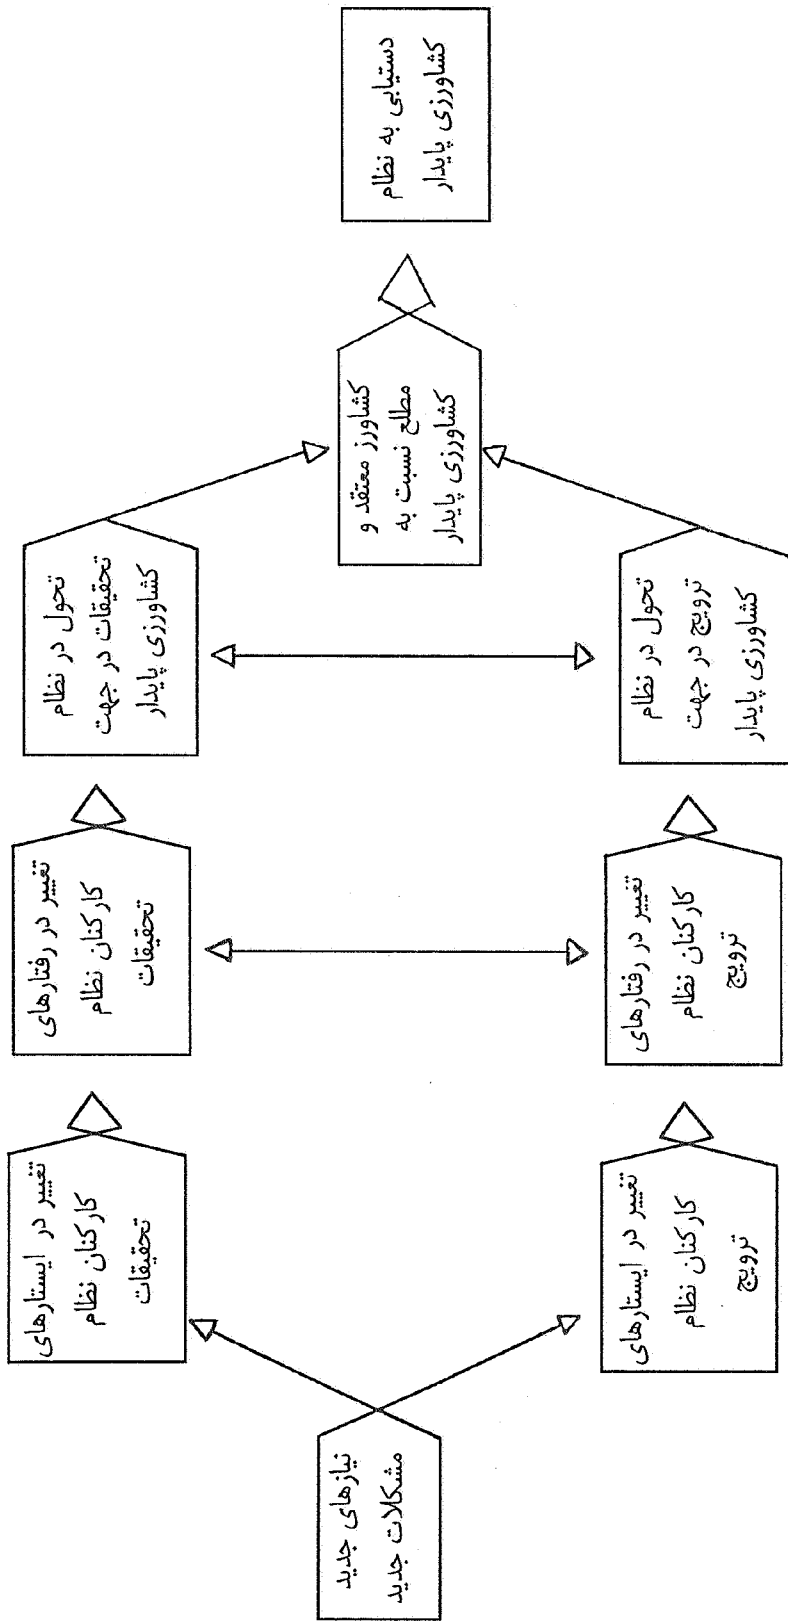 نیازهای جدید
مشکلات جدید
تغییر در ایستارهای
کارکنان نظام
تحقیقات
تغییر در رفتارهای
کارکنان نظام
تحقیقات
تحول در نظام
تحقیقات در جهت
کشاورزی پایدار
تغییر در ایستارهای
کارکنان نظام
ترویج
تغییر در رفتارهای
کارکنان نظام
ترویج
تحول در نظام
ترویج در جهت
کشاورزی پایدار
کشاورز معتقد و
مطلع نسبت به
کشاورزی پایدار
دستیابی به نظام
کشاورزی پایدار